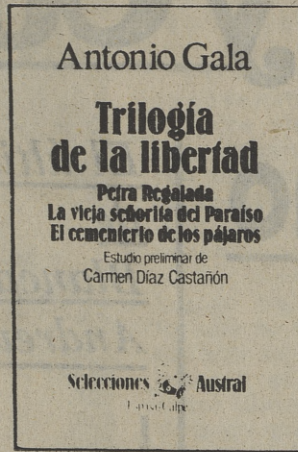 Antonio Gala
Trilogía
de la libertad
Petra Regalada
La vieja señorita del Paraíso
El cementerio de los pájaros
Estudio preliminar de
Carmen Díaz Castañón
Selecciones Austral
Espasa-Calpe